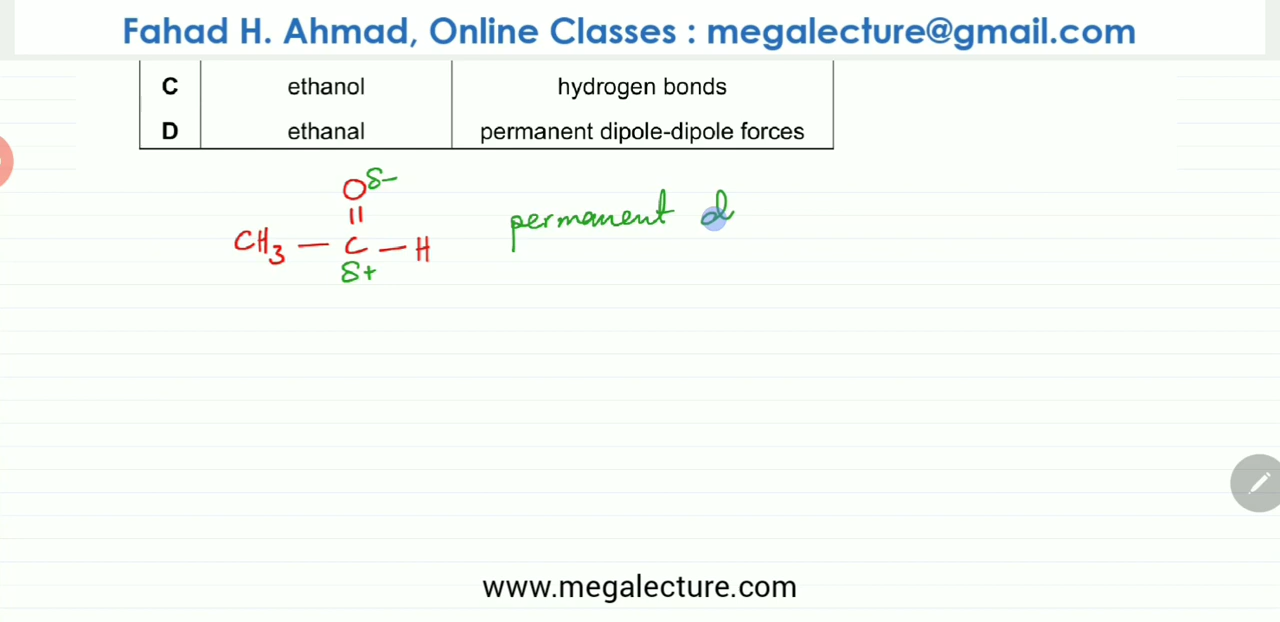 Fahad H. Ahmad, Online Classes : megalecture@gmail.com
C ethanol hydrogen bonds
D ethanal permanent dipole-dipole forces
O δ−
||
CH3 — C — H
δ+
permanent d
www.megalecture.com